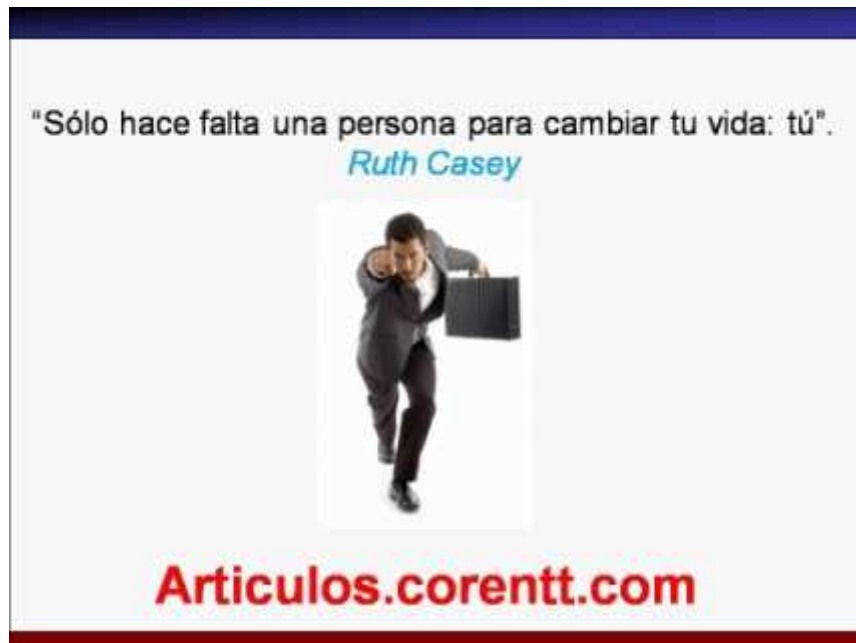 “Sólo hace falta una persona para cambiar tu vida: tú”.
Ruth Casey
Articulos.corentt.com